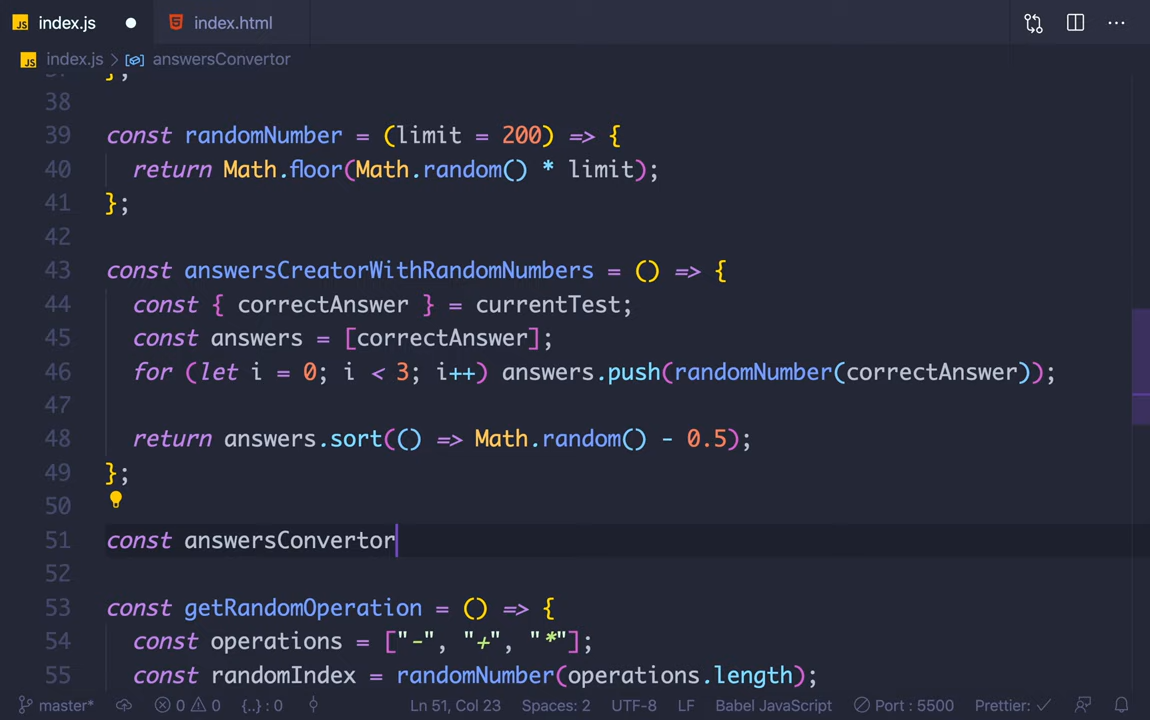 JS index.js ● index.html ...
JS index.js > answersConvertor
};
38
39 const randomNumber = (limit = 200) => {
40 return Math.floor(Math.random() * limit);
41 };
42
43 const answersCreatorWithRandomNumbers = () => {
44 const { correctAnswer } = currentTest;
45 const answers = [correctAnswer];
46 for (let i = 0; i < 3; i++) answers.push(randomNumber(correctAnswer));
47
48 return answers.sort(() => Math.random() - 0.5);
49 };
50
51 const answersConvertor
52
53 const getRandomOperation = () => {
54 const operations = ["-", "+", "*"];
55 const randomIndex = randomNumber(operations.length);
master* 0 0 {..} : 0 Ln 51, Col 23 Spaces: 2 UTF-8 LF Babel JavaScript Port : 5500 Prettier: ✓